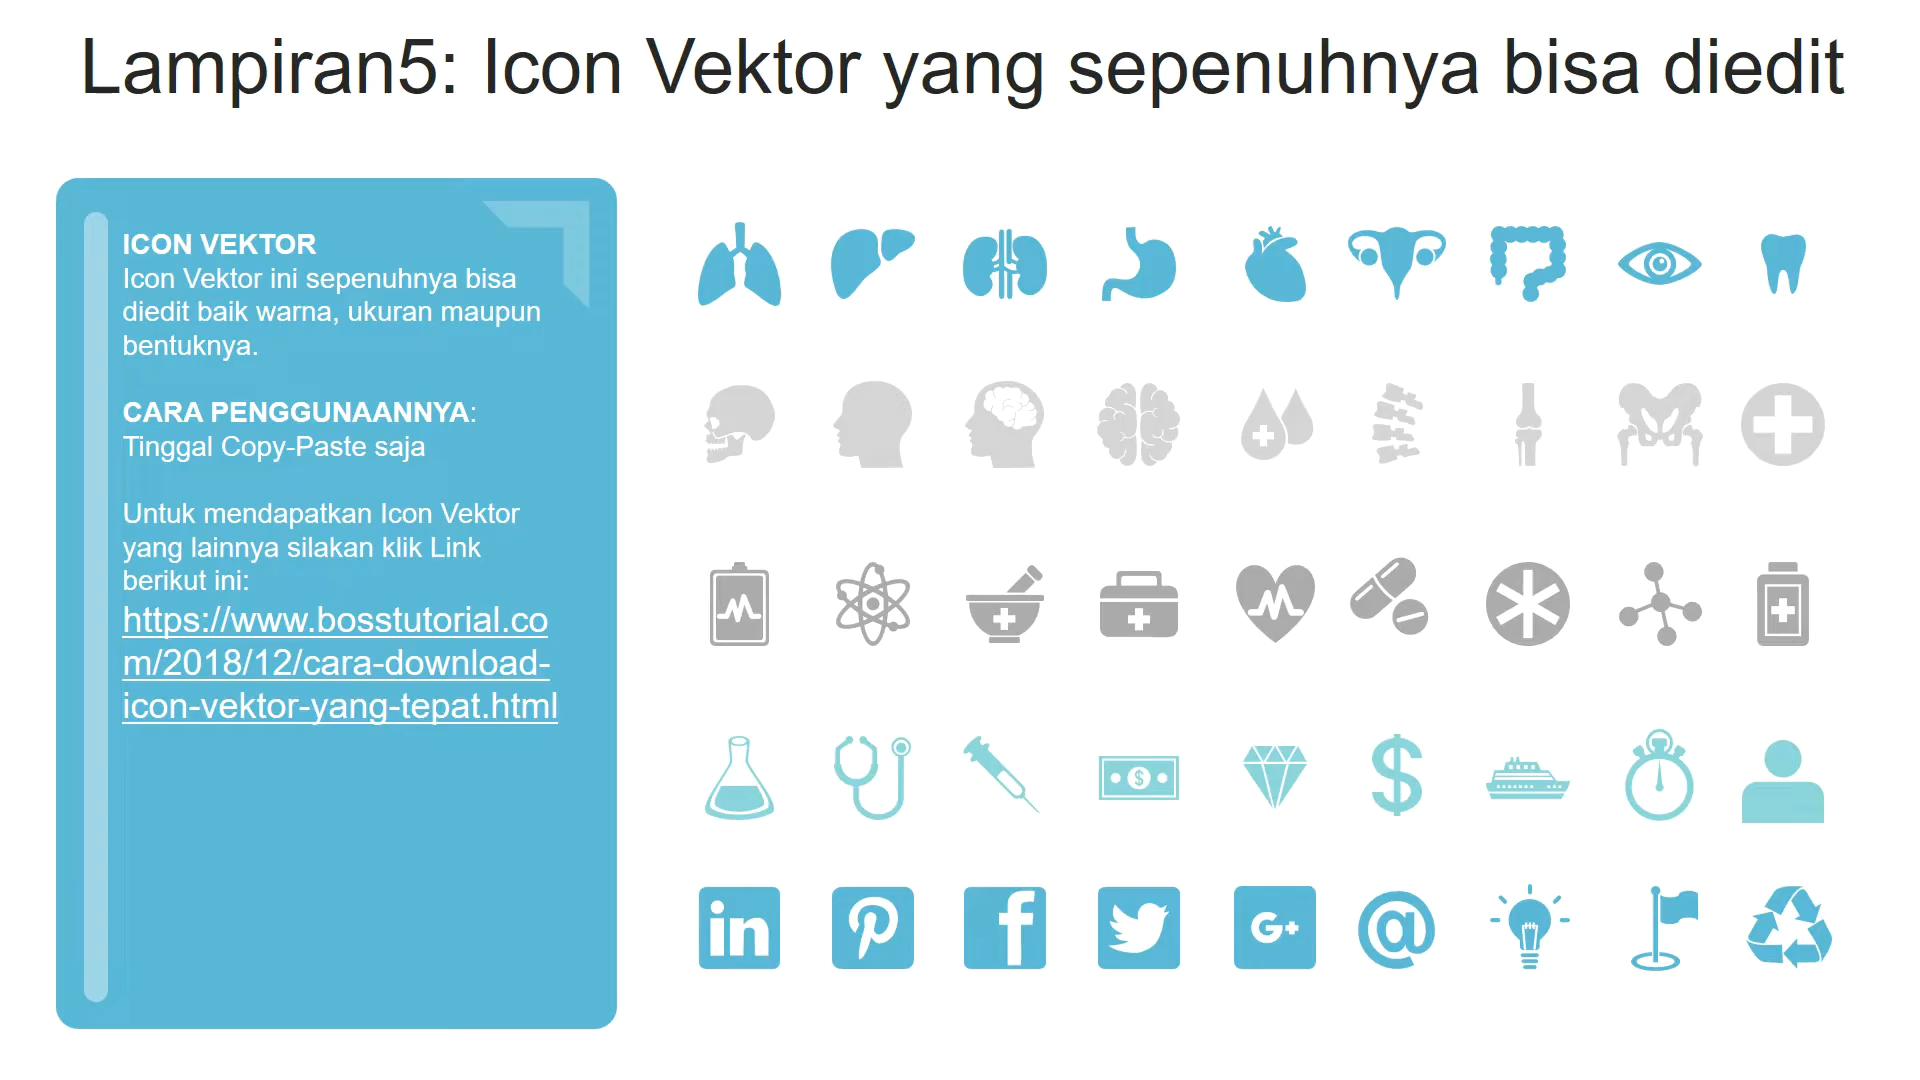 Lampiran5: Icon Vektor yang sepenuhnya bisa diedit
ICON VEKTOR
Icon Vektor ini sepenuhnya bisa
diedit baik warna, ukuran maupun
bentuknya.
CARA PENGGUNAANNYA:
Tinggal Copy-Paste saja
Untuk mendapatkan Icon Vektor
yang lainnya silakan klik Link
berikut ini:
https://www.bosstutorial.co
m/2018/12/cara-download-
icon-vektor-yang-tepat.html
$
$
in
f
G+
@